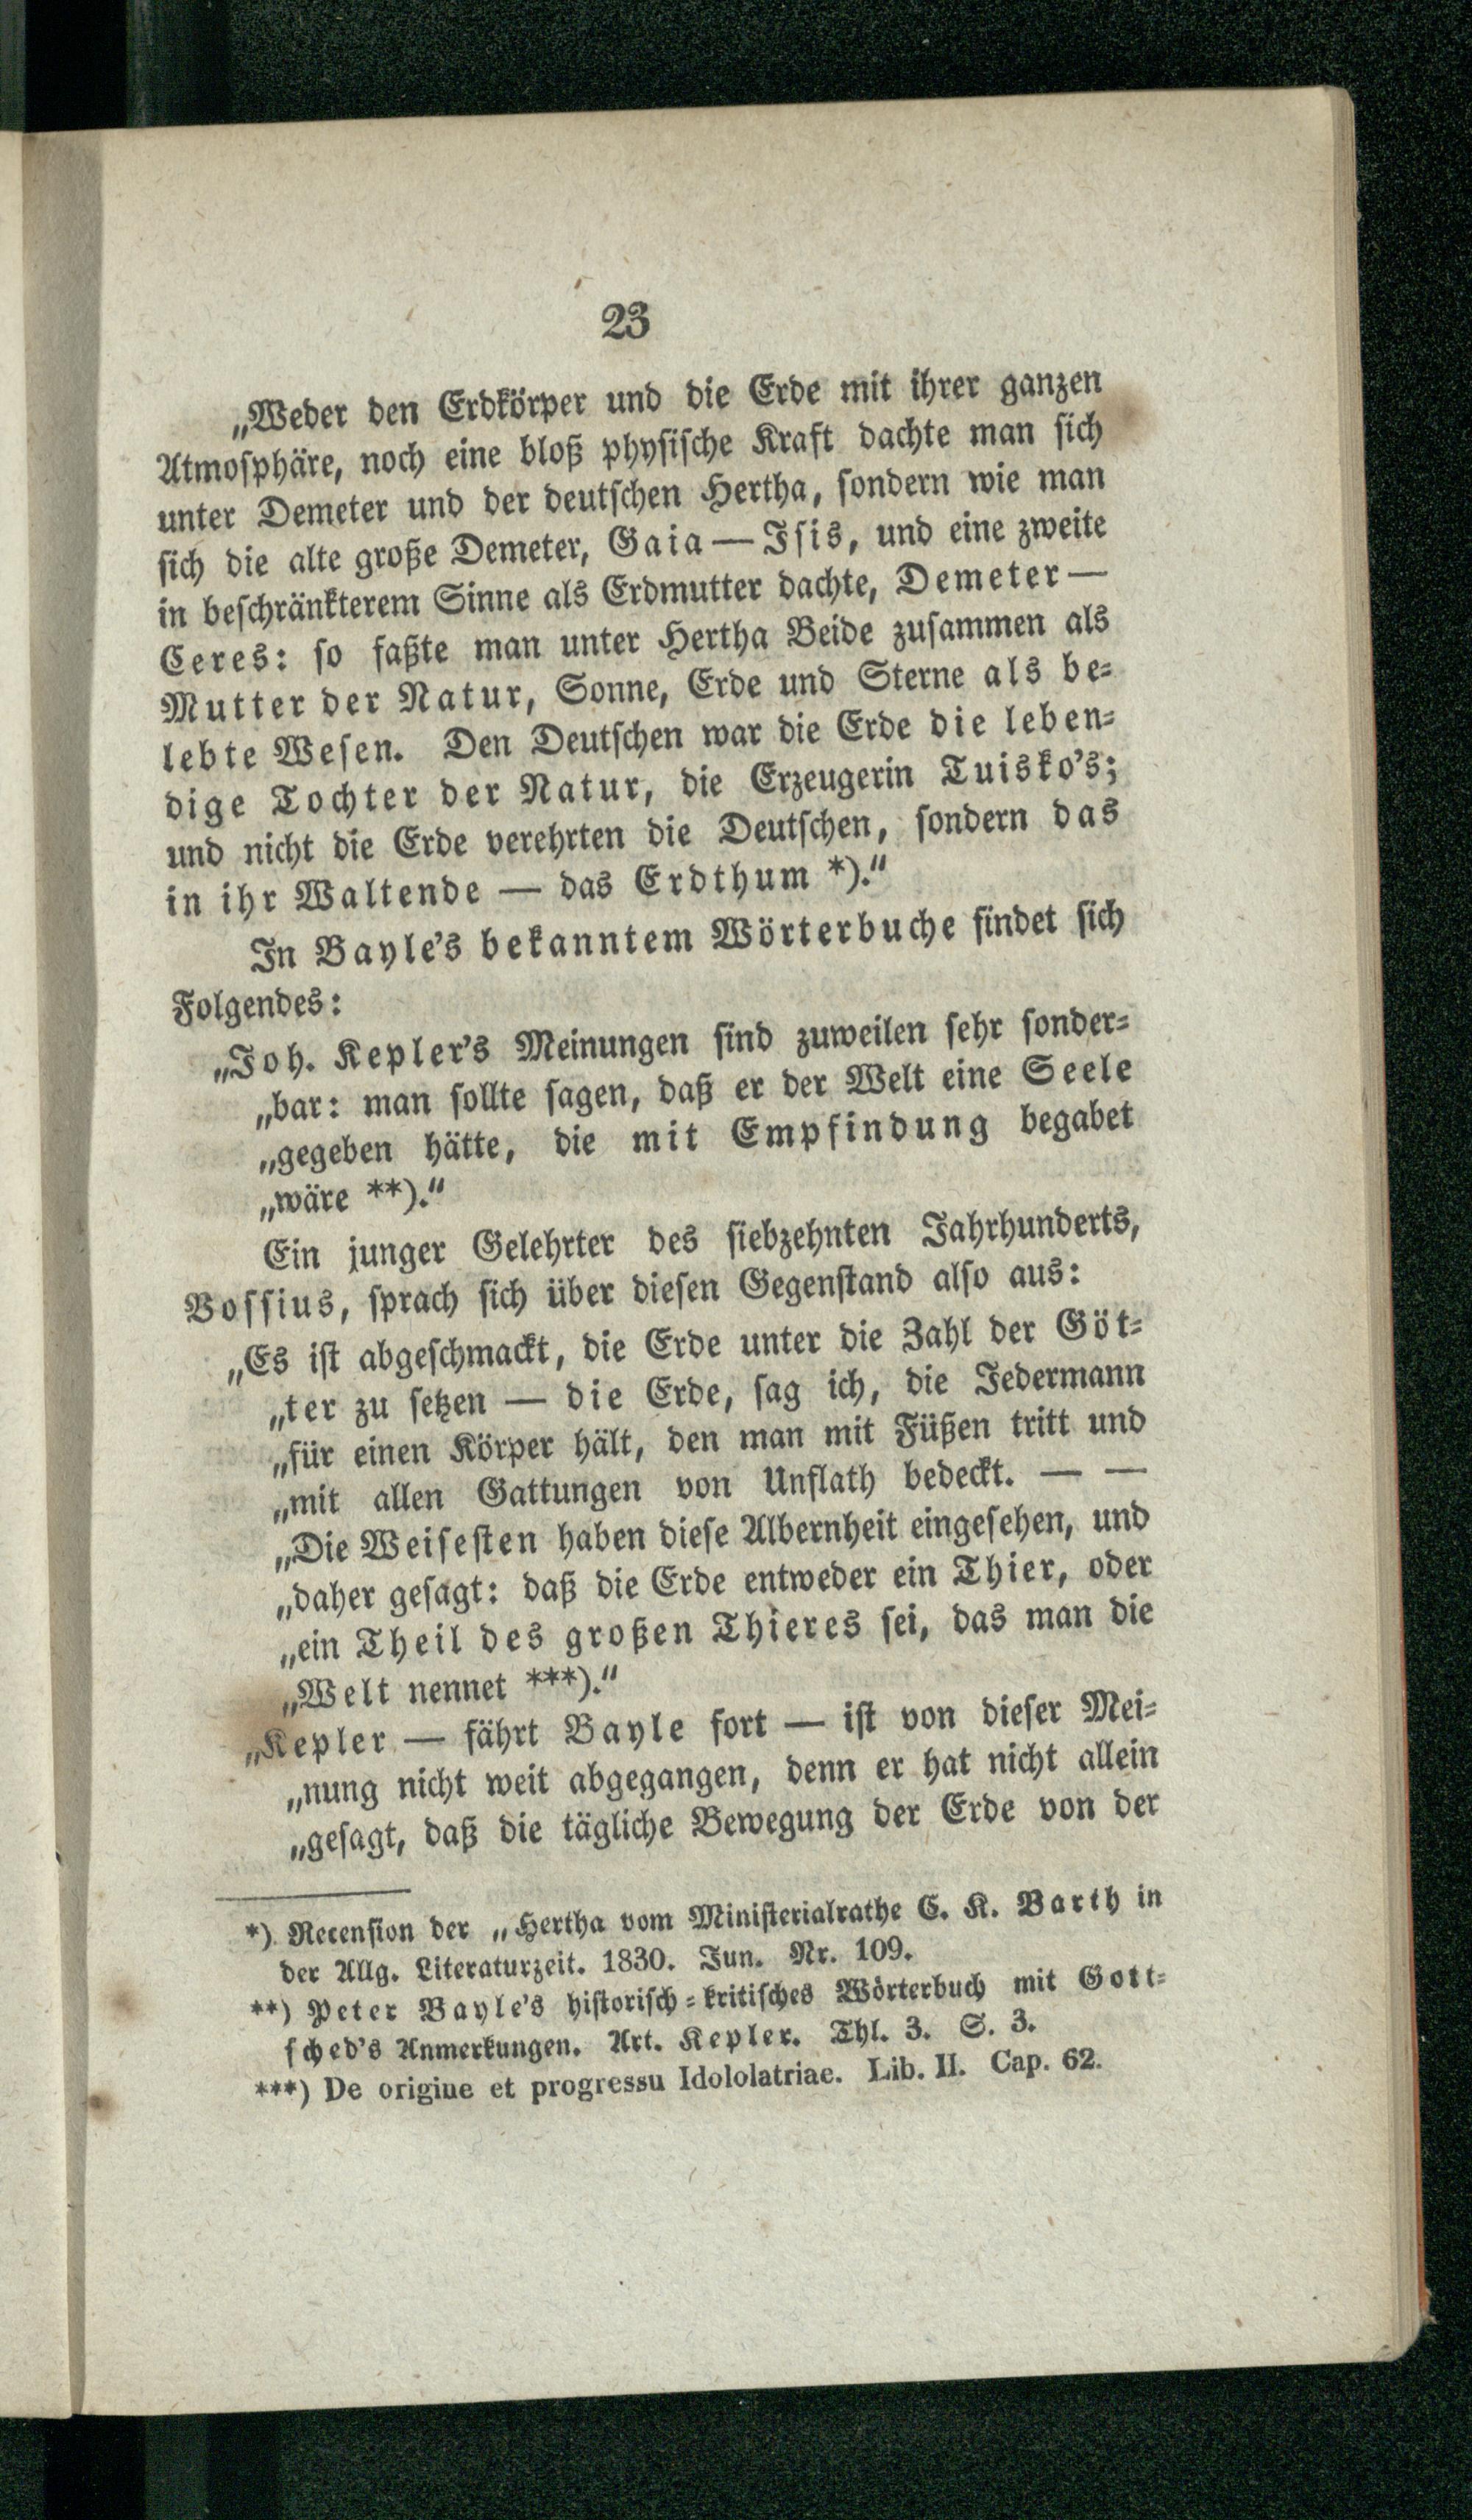 23
„Weder den Erdkörper und die Erde mit ihrer ganzen
Atmosphäre, noch eine bloß physische Kraft dachte man sich
unter Demeter und der deutschen Hertha, sondern wie man
sich die alte große Demeter, Gaia — Isis, und eine zweite
in beschränkterem Sinne als Erdmutter dachte, Demeter —
Ceres: so faßte man unter Hertha Beide zusammen als
Mutter der Natur, Sonne, Erde und Sterne als be-
lebte Wesen. Den Deutschen war die Erde die leben-
dige Tochter der Natur, die Erzeugerin Tuisko's;
und nicht die Erde verehrten die Deutschen, sondern das
in ihr Waltende — das Erdthum *).“
In Bayle's bekanntem Wörterbuche findet sich
Folgendes:
„Joh. Kepler's Meinungen sind zuweilen sehr sonder-
„bar: man sollte sagen, daß er der Welt eine Seele
„gegeben hätte, die mit Empfindung begabet
„wäre **).“
Ein junger Gelehrter des siebzehnten Jahrhunderts,
Vossius, sprach sich über diesen Gegenstand also aus:
„Es ist abgeschmackt, die Erde unter die Zahl der Göt-
„ter zu setzen — die Erde, sag ich, die Jedermann
„für einen Körper hält, den man mit Füßen tritt und
„mit allen Gattungen von Unflath bedeckt. — —
„Die Weisesten haben diese Albernheit eingesehen, und
„daher gesagt: daß die Erde entweder ein Thier, oder
„ein Theil des großen Thieres sei, das man die
„Welt nennet ***).“
„Kepler — fährt Bayle fort — ist von dieser Mei-
„nung nicht weit abgegangen, denn er hat nicht allein
„gesagt, daß die tägliche Bewegung der Erde von der
*) Recension der „Hertha vom Ministerialrathe C. K. Barth in
der Allg. Literaturzeit. 1830. Jun. Nr. 109.
**) Peter Bayle's historisch-kritisches Wörterbuch mit Gott-
sched's Anmerkungen. Art. Kepler. Thl. 3. S. 3.
***) De origiue et progressu Idololatriae. Lib. II. Cap. 62.